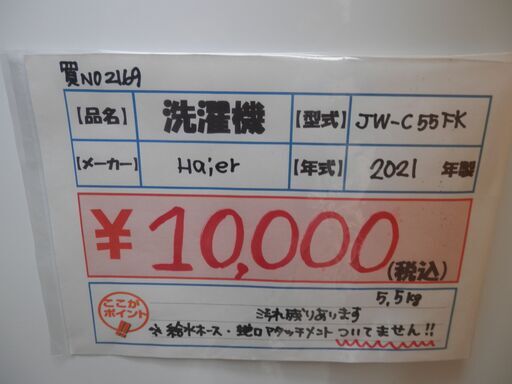 買NO2169
【品名】 洗濯機 【型式】 JW-C55FK
【メーカー】 Haier 【年式】 2021 年製
¥10,000(税込)
ここが
ポイント
5,5kg
汚れ残りあります
※給水ホース・蛇口アタッチメントついてません!!